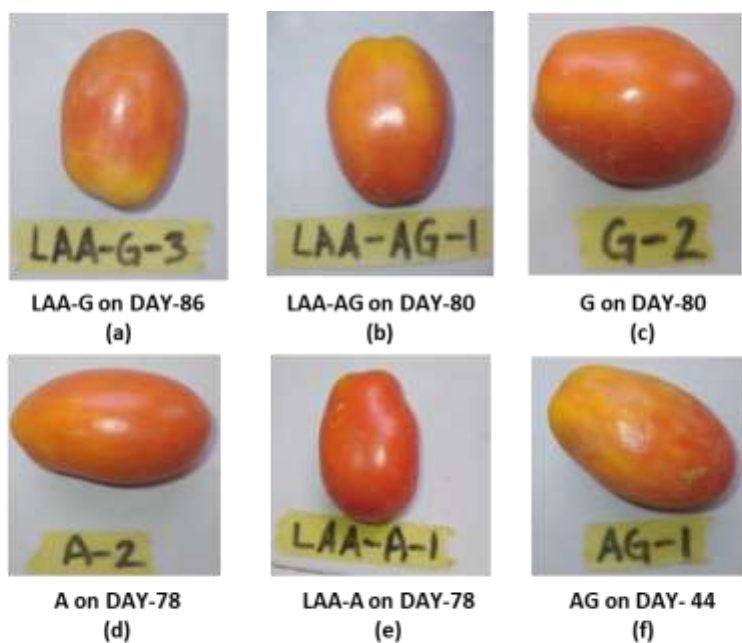 LAA-G-3
LAA-AG-1
G-2
LAA-G on DAY-86
LAA-AG on DAY-80
G on DAY-80
(a)
(b)
(c)
A-2
LAA-A-1
AG-1
A on DAY-78
LAA-A on DAY-78
AG on DAY- 44
(d)
(e)
(f)